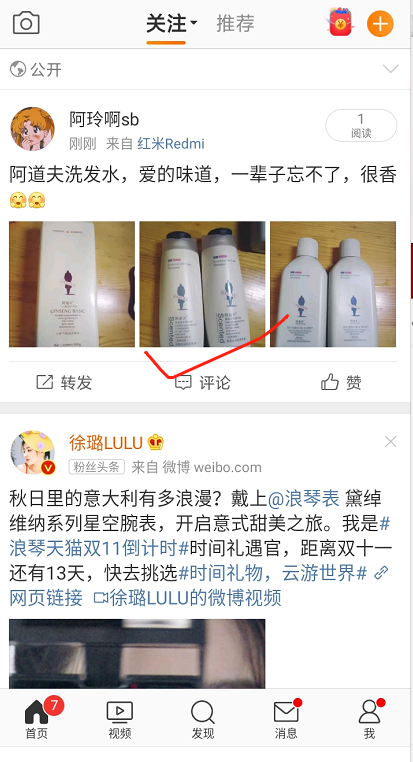 关注 推荐
公开
阿玲啊sb
刚刚 来自 红米Redmi
1
阅读
阿道夫洗发水，爱的味道，一辈子忘不了，很香
转发 评论 赞
徐璐LULU
粉丝头条 来自 微博 weibo.com
秋日里的意大利有多浪漫？戴上@浪琴表 黛绰
维纳系列星空腕表，开启意式甜美之旅。我是#
浪琴天猫双11倒计时#时间礼遇官，距离双十一
还有13天，快去挑选#时间礼物，云游世界#
网页链接 徐璐LULU的微博视频
7
首页 视频 发现 消息 我